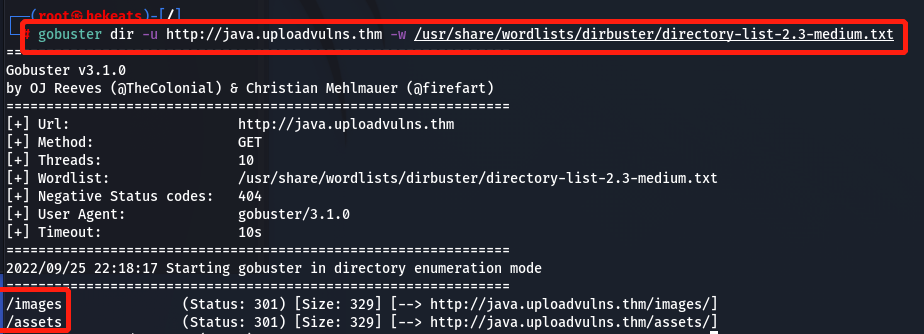 (root㉿hekeats)-[/]
# gobuster dir -u http://java.uploadvulns.thm -w /usr/share/wordlists/dirbuster/directory-list-2.3-medium.txt
===============================================================
Gobuster v3.1.0
by OJ Reeves (@TheColonial) & Christian Mehlmauer (@firefart)
===============================================================
[+] Url:                     http://java.uploadvulns.thm
[+] Method:                  GET
[+] Threads:                 10
[+] Wordlist:                /usr/share/wordlists/dirbuster/directory-list-2.3-medium.txt
[+] Negative Status codes:   404
[+] User Agent:              gobuster/3.1.0
[+] Timeout:                 10s
===============================================================
2022/09/25 22:18:17 Starting gobuster in directory enumeration mode
===============================================================
/images               (Status: 301) [Size: 329] [--> http://java.uploadvulns.thm/images/]
/assets               (Status: 301) [Size: 329] [--> http://java.uploadvulns.thm/assets/]